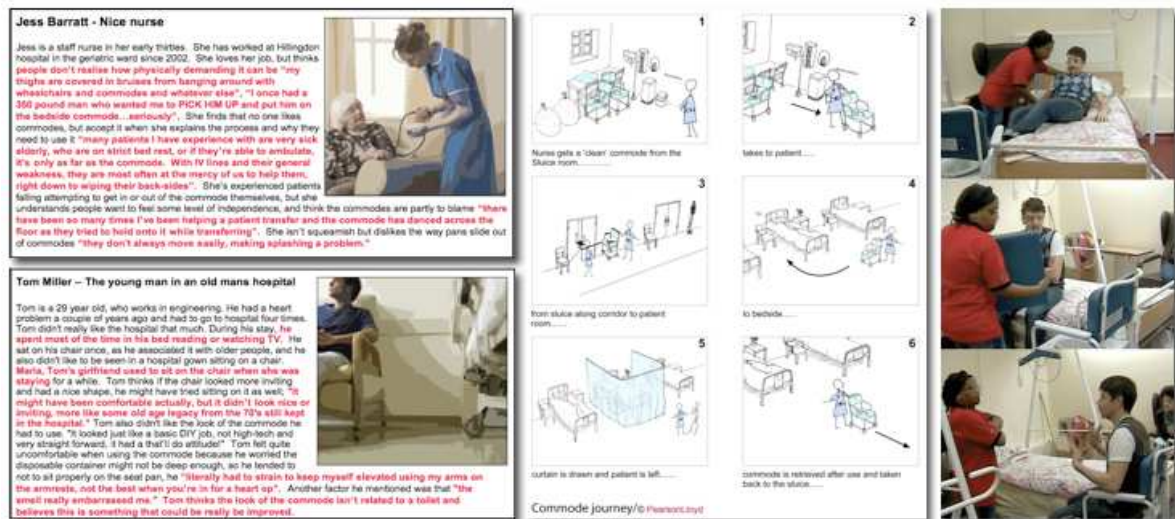 Jess Barratt - Nice nurse
Jess is a staff nurse in her early thirties. She has worked at Hillingdon
hospital in the geriatric ward since 2002. She loves her job, but thinks
people don't realise how physically demanding it can be "my
thighs are covered in bruises from banging around with
wheelchairs and commodes and whatever else", "I once had a
350 pound man who wanted me to PICK HIM UP and put him on
the bedside commode...seriously". She finds that no one likes
commodes, but accept it when she explains the process and why they
need to use it "many patients I have experience with are very sick
elderly, who are on strict bed rest, or if they're able to ambulate,
it's only as far as the commode. With IV lines and their general
weakness, they are most often at the mercy of us to help them,
right down to wiping their back-sides". She's experienced patients
falling attempting to get in or out of the commode themselves, but she
understands people want to feel some level of independence, and think the commodes are partly to blame "there
have been so many times I've been helping a patient transfer and the commode has danced across the
floor as they tried to hold onto it while transferring". She isn't squeamish but dislikes the way pans slide out
of commodes "they don't always move easily, making splashing a problem."
Tom Miller – The young man in an old mans hospital
Tom is a 29 year old, who works in engineering. He had a heart
problem a couple of years ago and had to go to hospital four times.
Tom didn't really like the hospital that much. During his stay, he
spent most of the time in his bed reading or watching TV. He
sat on his chair once, as he associated it with older people, and he
also didn't like to be seen in a hospital gown sitting on a chair.
Maria, Tom's girlfriend used to sit on the chair when she was
staying for a while. Tom thinks if the chair looked more inviting
and had a nice shape, he might have tried sitting on it as well; "it
might have been comfortable actually, but it didn't look nice or
inviting, more like some old age legacy from the 70's still kept
in the hospital." Tom also didn't like the look of the commode he
had to use. "It looked just like a basic DIY job, not high-tech and
very straight forward, it had a that'll do attitude!" Tom felt quite
uncomfortable when using the commode because he worried the
disposable container might not be deep enough, so he tended to
not to sit properly on the seat pan, he "literally had to strain to keep myself elevated using my arms on
the armrests, not the best when you're in for a heart op". Another factor he mentioned was that "the
smell really embarrassed me." Tom thinks the look of the commode isn't related to a toilet and
believes this is something that could be really be improved.
1
Nurse gets a 'clean' commode from the
Sluice room.........
2
takes to patient.....
3
from sluice along corridor to patient
room......
4
to bedside.....
5
curtain is drawn and patient is left......
6
commode is retrieved after use and taken
back to the sluice.....
Commode journey/© PearsonLloyd